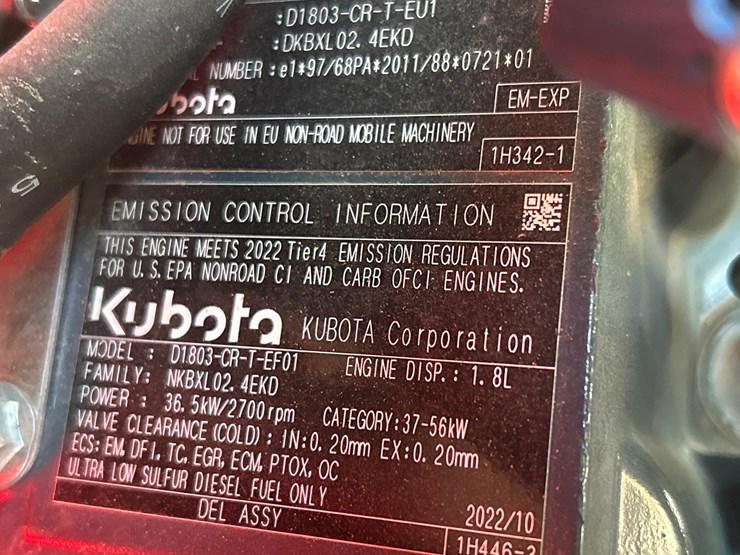 :D1803-CR-T-EU1
:DKBXL02.4EKD
NUMBER :e1*97/68PA*2011/88*0721*01
EM-EXP
NOT FOR USE IN EU NON-ROAD MOBILE MACHINERY
1H342-1
EMISSION CONTROL INFORMATION
THIS ENGINE MEETS 2022 Tier4 EMISSION REGULATIONS
FOR U.S. EPA NONROAD CI AND CARB OFCI ENGINES.
Kubota KUBOTA Corporation
MODEL : D1803-CR-T-EF01 ENGINE DISP.: 1.8L
FAMILY: NKBXL02.4EKD
POWER : 36.5kW/2700rpm CATEGORY:37-56kW
VALVE CLEARANCE (COLD) : IN:0.20mm EX:0.20mm
ECS: EM, DFI, TC, EGR, ECM, PTOX, OC
ULTRA LOW SULFUR DIESEL FUEL ONLY
DEL ASSY 2022/10
5